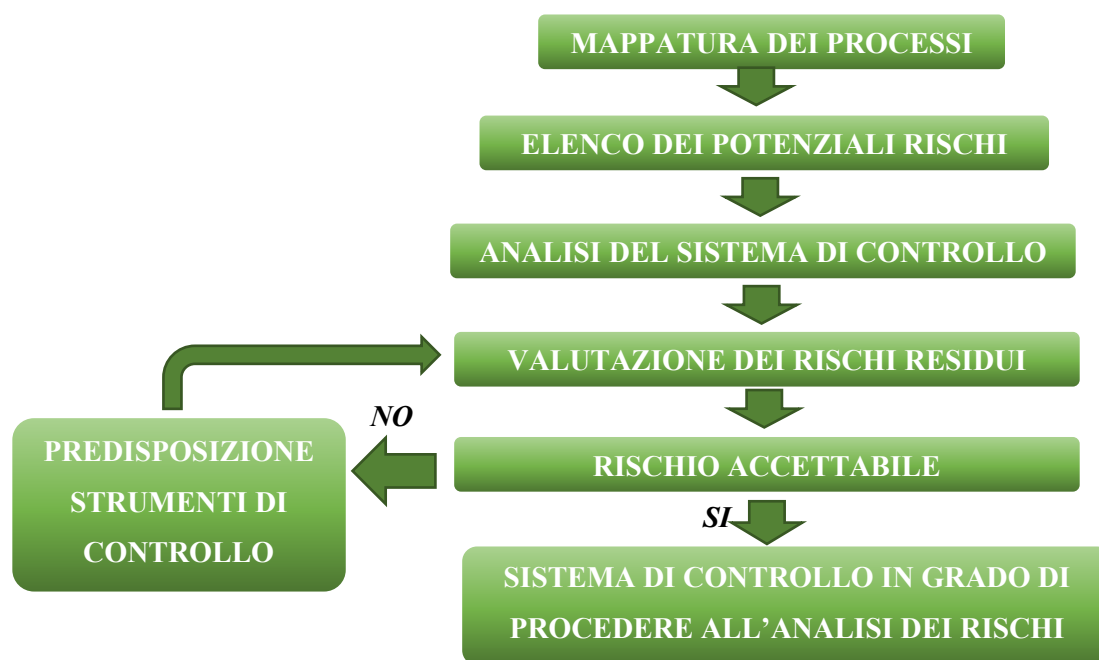 MAPPATURA DEI PROCESSI
ELENCO DEI POTENZIALI RISCHI
ANALISI DEL SISTEMA DI CONTROLLO
VALUTAZIONE DEI RISCHI RESIDUI
NO
PREDISPOSIZIONE
STRUMENTI DI
CONTROLLO
RISCHIO ACCETTABILE
SI
SISTEMA DI CONTROLLO IN GRADO DI
PROCEDERE ALL’ANALISI DEI RISCHI